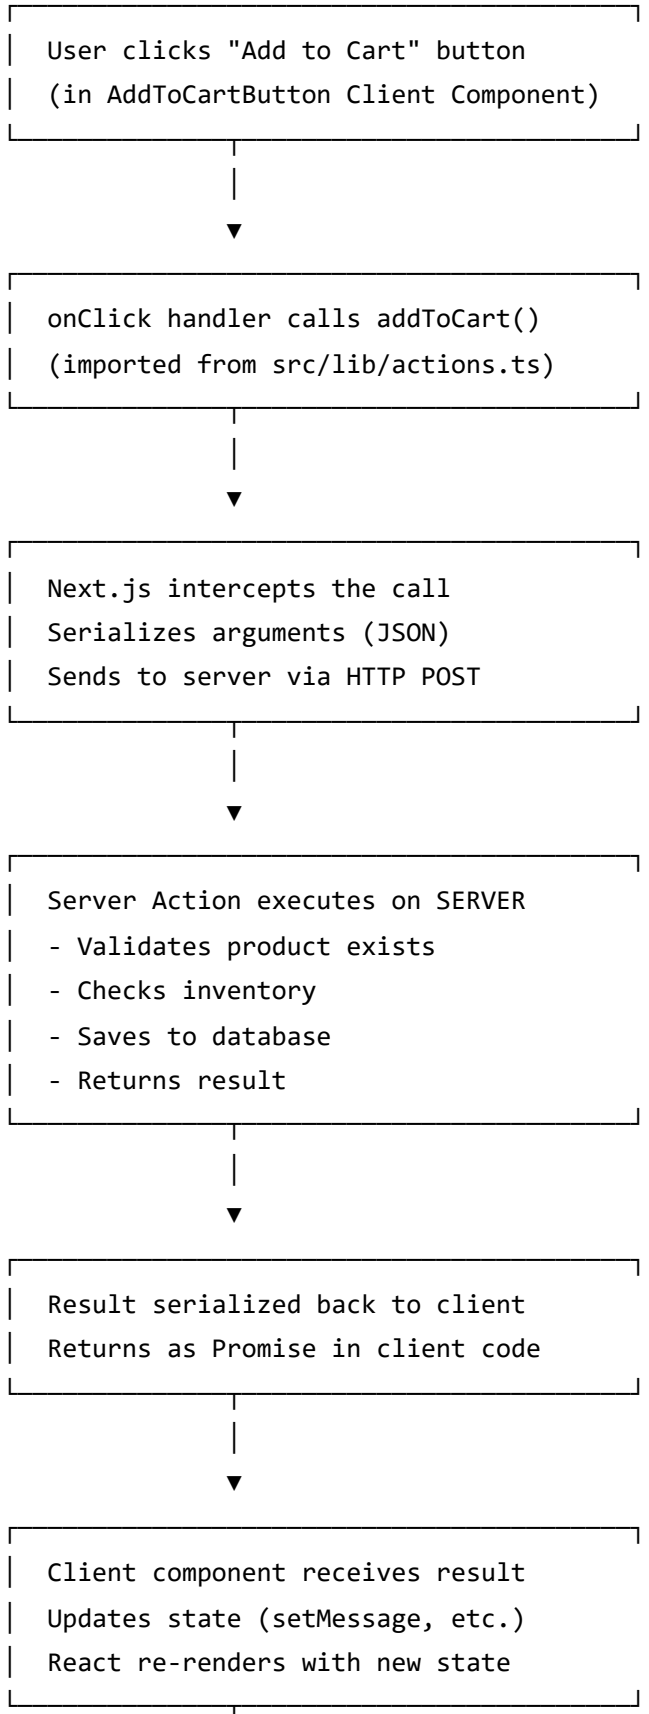 User clicks "Add to Cart" button
(in AddToCartButton Client Component)
onClick handler calls addToCart()
(imported from src/lib/actions.ts)
Next.js intercepts the call
Serializes arguments (JSON)
Sends to server via HTTP POST
Server Action executes on SERVER
- Validates product exists
- Checks inventory
- Saves to database
- Returns result
Result serialized back to client
Returns as Promise in client code
Client component receives result
Updates state (setMessage, etc.)
React re-renders with new state